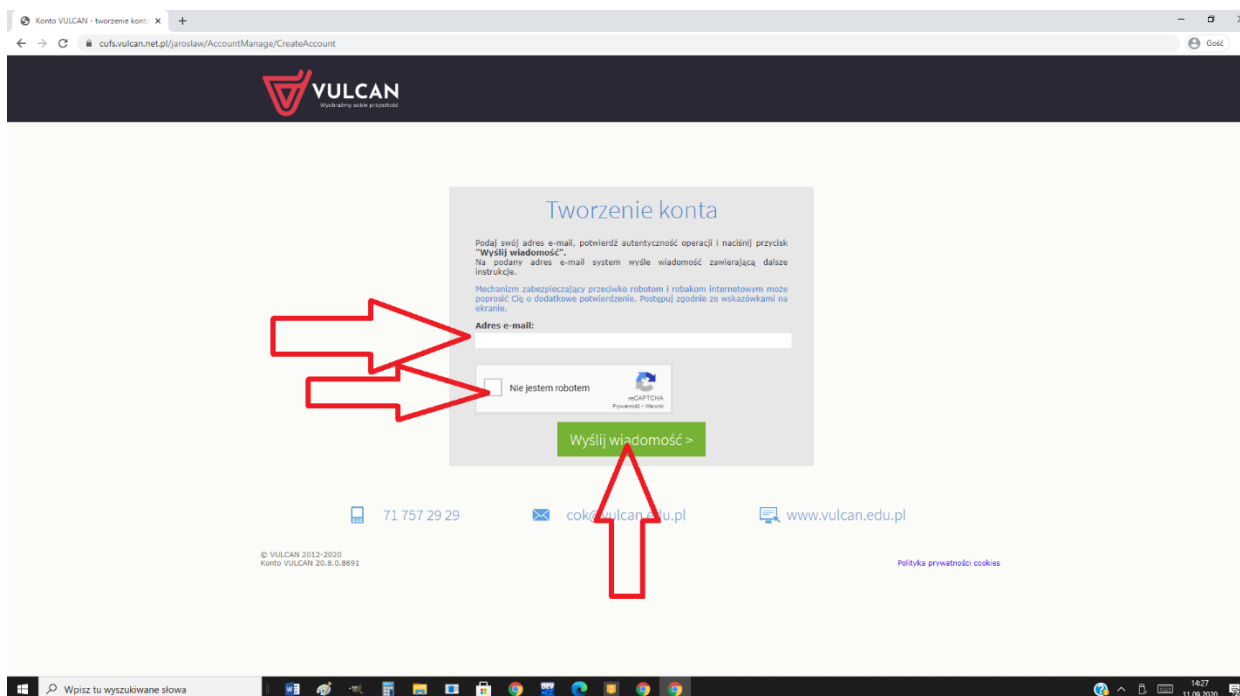 Konto VULCAN - tworzenie konta
cufs.vulcan.net.pl/jaroslaw/AccountManage/CreateAccount
Gość
VULCAN
Wyobraźmy sobie przyszłość
Tworzenie konta
Podaj swój adres e-mail, potwierdź autentyczność operacji i naciśnij przycisk
"Wyślij wiadomość".
Na podany adres e-mail system wyśle wiadomość zawierającą dalsze
instrukcje.
Mechanizm zabezpieczający przeciwko robotom i robakom internetowym może
poprosić Cię o dodatkowe potwierdzenie. Postępuj zgodnie ze wskazówkami na
ekranie.
Adres e-mail:
Nie jestem robotem
reCAPTCHA
Prywatność - Warunki
Wyślij wiadomość >
71 757 29 29
cok@vulcan.edu.pl
www.vulcan.edu.pl
© VULCAN 2012-2020
Konto VULCAN 20.8.0.8691
Polityka prywatności cookies
Wpisz tu wyszukiwane słowa
DEV
14:27
11.09.2020